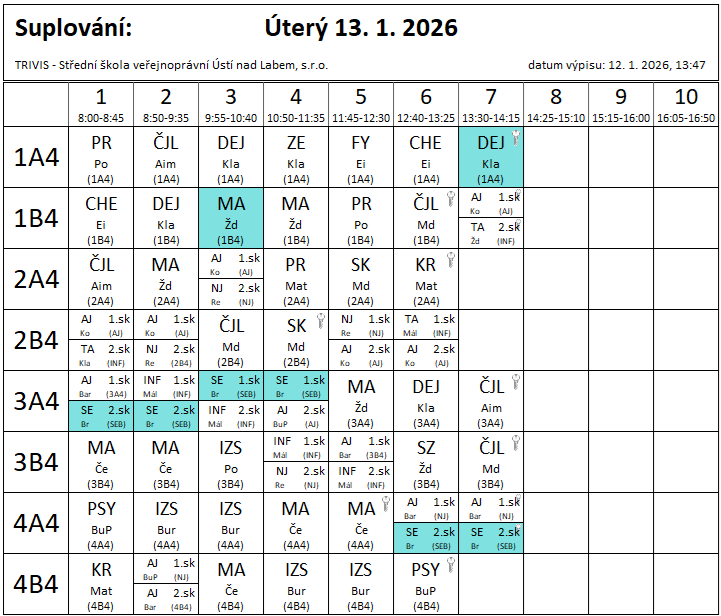 Suplování: Úterý 13. 1. 2026
TRIVIS - Střední škola veřejnoprávní Ústí nad Labem, s.r.o. datum výpisu: 12. 1. 2026, 13:47
1 2 3 4 5 6 7 8 9 10
8:00-8:45 8:50-9:35 9:55-10:40 10:50-11:35 11:45-12:30 12:40-13:25 13:30-14:15 14:25-15:10 15:15-16:00 16:05-16:50
1A4
PR ČJL DEJ ZE FY CHE DEJ
Po Aim Kla Kla Ei Ei Kla
(1A4) (1A4) (1A4) (1A4) (1A4) (1A4) (1A4)
1B4
CHE DEJ MA MA PR ČJL AJ 1.sk
Ko (AJ)
Ei Kla Žd Žd Po Md TA 2.sk
(1B4) (1B4) (1B4) (1B4) (1B4) (1B4) Žd (INF)
2A4
ČJL MA AJ 1.sk PR SK KR
Ko (AJ)
Aim Žd NJ 2.sk Mat Md Mat
(2A4) (2A4) Re (NJ) (2A4) (2A4) (2A4)
2B4
AJ 1.sk AJ 1.sk ČJL SK NJ 1.sk TA 1.sk
Ko (AJ) Ko (AJ) Re (NJ) Mál (INF)
TA 2.sk NJ 2.sk Md Md AJ 2.sk AJ 2.sk
Kla (INF) Re (2B4) (2B4) (2B4) Ko (AJ) Ko (AJ)
3A4
AJ 1.sk INF 1.sk SE 1.sk SE 1.sk MA DEJ ČJL
Bar (3A4) Mál (INF) Br (SEB) Br (SEB)
SE 2.sk SE 2.sk INF 2.sk AJ 2.sk Žd Kla Aim
Br (SEB) Br (SEB) Mál (INF) BuP (AJ) (3A4) (3A4) (3A4)
3B4
MA MA IZS INF 1.sk AJ 1.sk SZ ČJL
Mál (INF) Bar (3B4)
Če Če Po NJ 2.sk INF 2.sk Žd Md
(3B4) (3B4) (3B4) Re (NJ) Mál (INF) (3B4) (3B4)
4A4
PSY IZS IZS MA MA AJ 1.sk AJ 1.sk
Bar (NJ) Bar (NJ)
BuP Bur Bur Če Če SE 2.sk SE 2.sk
(4A4) (4A4) (4A4) (4A4) (4A4) Br (SEB) Br (SEB)
4B4
KR AJ 1.sk MA IZS IZS PSY
BuP (NJ)
Mat AJ 2.sk Če Bur Bur BuP
(4B4) Bar (4B4) (4B4) (4B4) (4B4) (4B4)